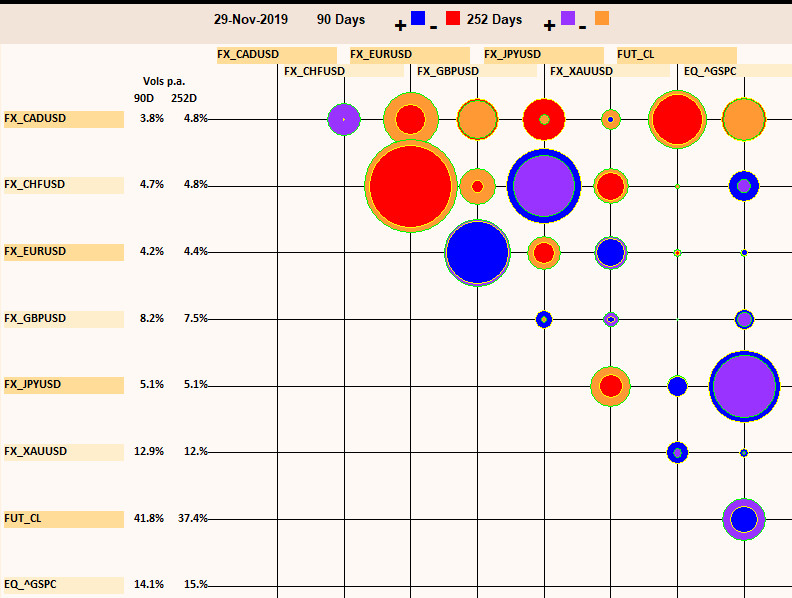 29-Nov-2019 90 Days + - 252 Days + -
FX_CADUSD FX_EURUSD FX_JPYUSD FUT_CL
FX_CHFUSD FX_GBPUSD FX_XAUUSD EQ_^GSPC
Vols p.a.
90D 252D
FX_CADUSD 3.8% 4.8%
FX_CHFUSD 4.7% 4.8%
FX_EURUSD 4.2% 4.4%
FX_GBPUSD 8.2% 7.5%
FX_JPYUSD 5.1% 5.1%
FX_XAUUSD 12.9% 12.%
FUT_CL 41.8% 37.4%
EQ_^GSPC 14.1% 15.%